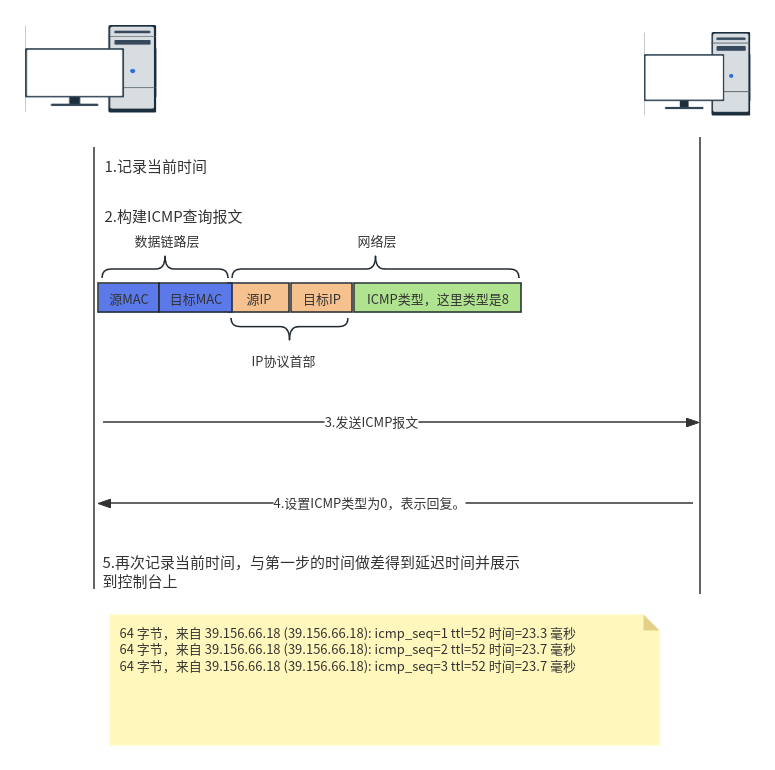 1.记录当前时间
2.构建ICMP查询报文
数据链路层
网络层
源MAC
目标MAC
源IP
目标IP
ICMP类型，这里类型是8
IP协议首部
3.发送ICMP报文
4.设置ICMP类型为0，表示回复。
5.再次记录当前时间，与第一步的时间做差得到延迟时间并展示
到控制台上
64 字节，来自 39.156.66.18 (39.156.66.18): icmp_seq=1 ttl=52 时间=23.3 毫秒
64 字节，来自 39.156.66.18 (39.156.66.18): icmp_seq=2 ttl=52 时间=23.7 毫秒
64 字节，来自 39.156.66.18 (39.156.66.18): icmp_seq=3 ttl=52 时间=23.7 毫秒